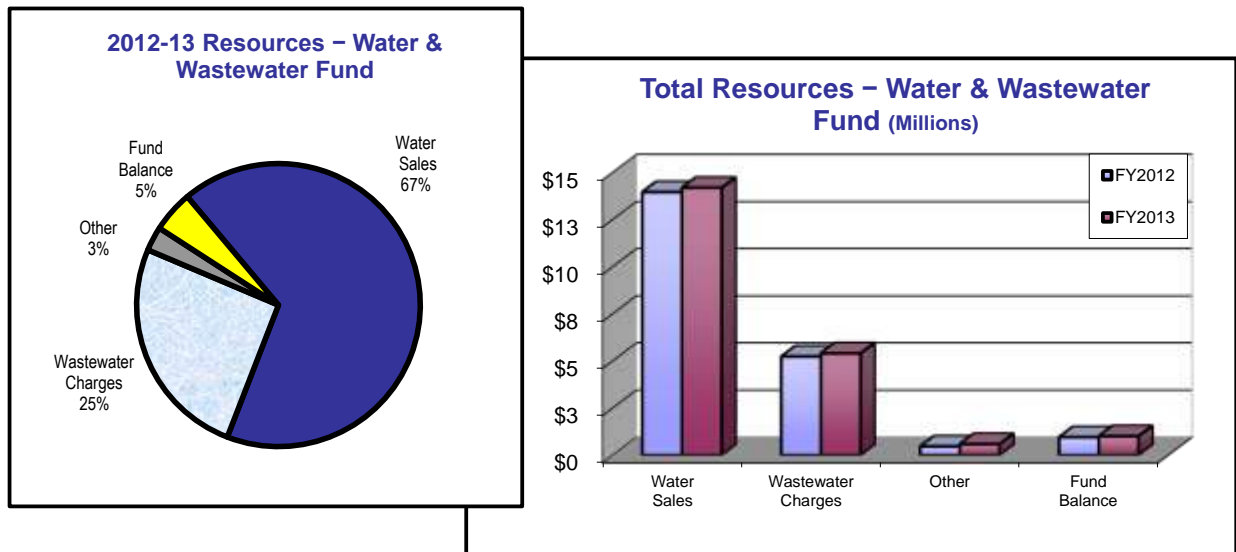 2012-13 Resources – Water &
Wastewater Fund
Water
Sales
67%
Fund
Balance
5%
Other
3%
Wastewater
Charges
25%
Total Resources – Water & Wastewater
Fund (Millions)
FY2012
FY2013
$15
$13
$10
$8
$5
$3
$0
Water
Sales
Wastewater
Charges
Other
Fund
Balance